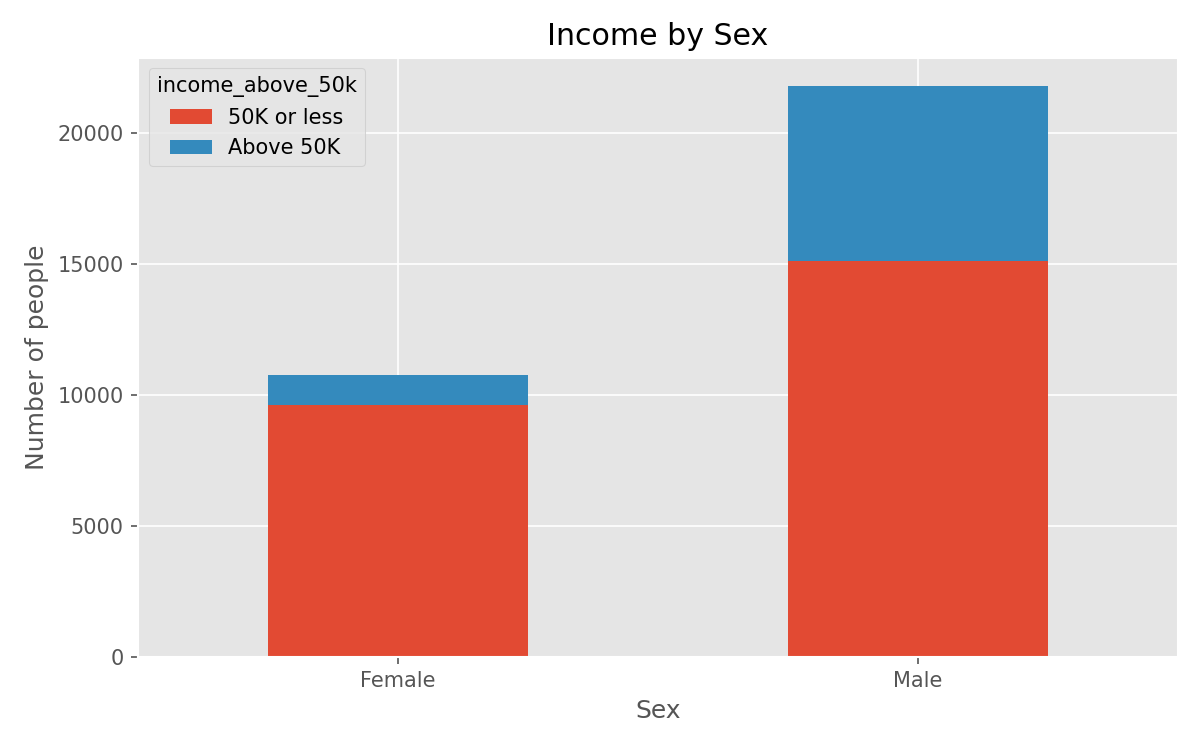 Income by Sex
income_above_50k
50K or less
Above 50K
Number of people
20000
15000
10000
5000
0
Female
Male
Sex